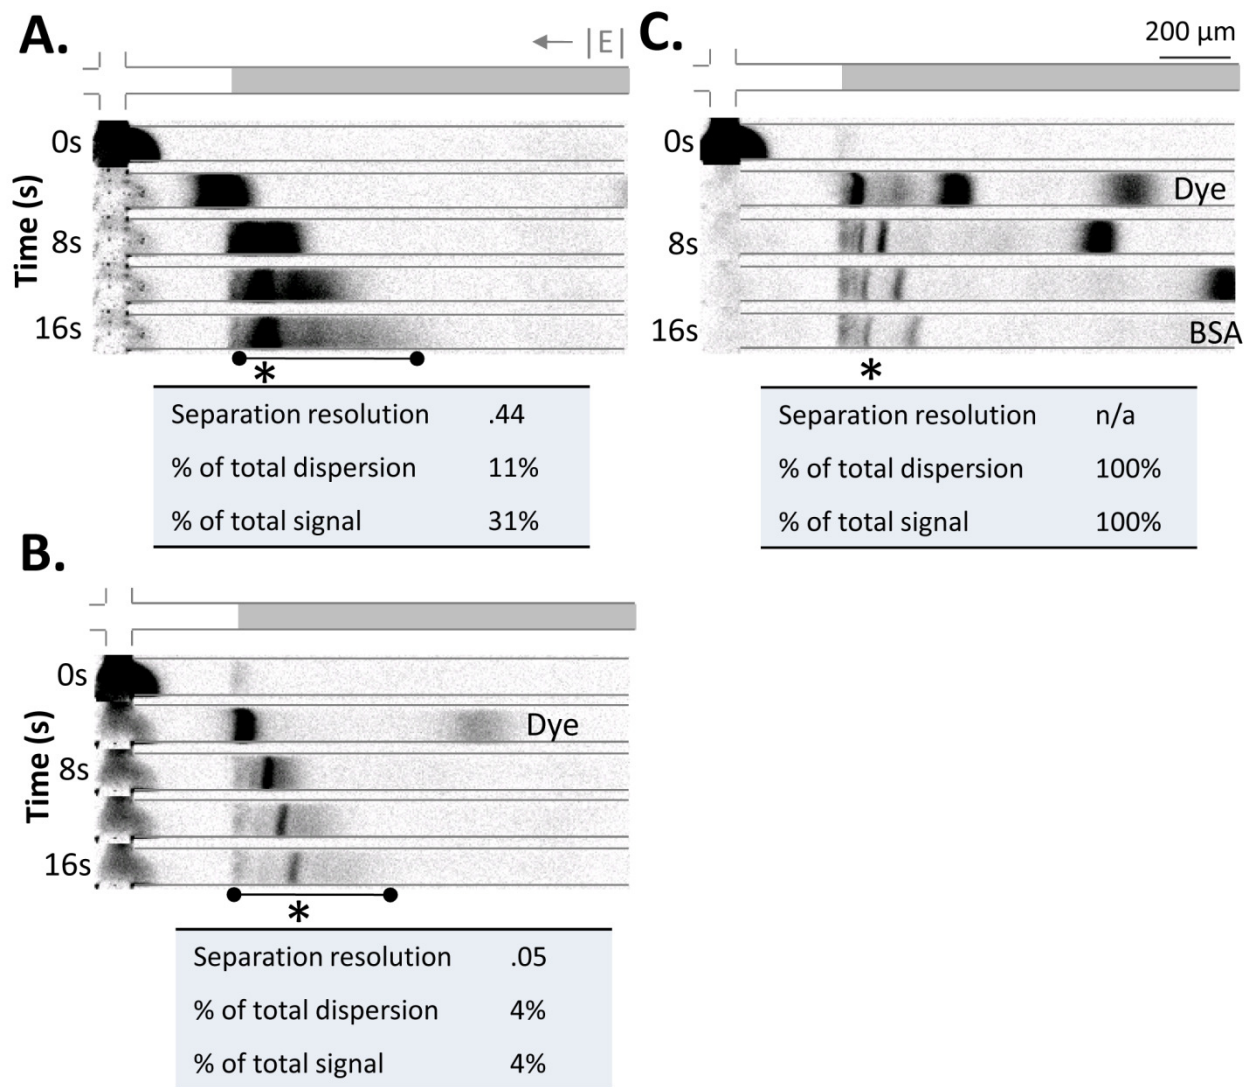 A.
← |E|
Time (s)
0s
8s
16s
*
Separation resolution .44
% of total dispersion 11%
% of total signal 31%
B.
Time (s)
0s
Dye
8s
16s
*
Separation resolution .05
% of total dispersion 4%
% of total signal 4%
C.
200 µm
0s
Dye
8s
16s
BSA
*
Separation resolution n/a
% of total dispersion 100%
% of total signal 100%